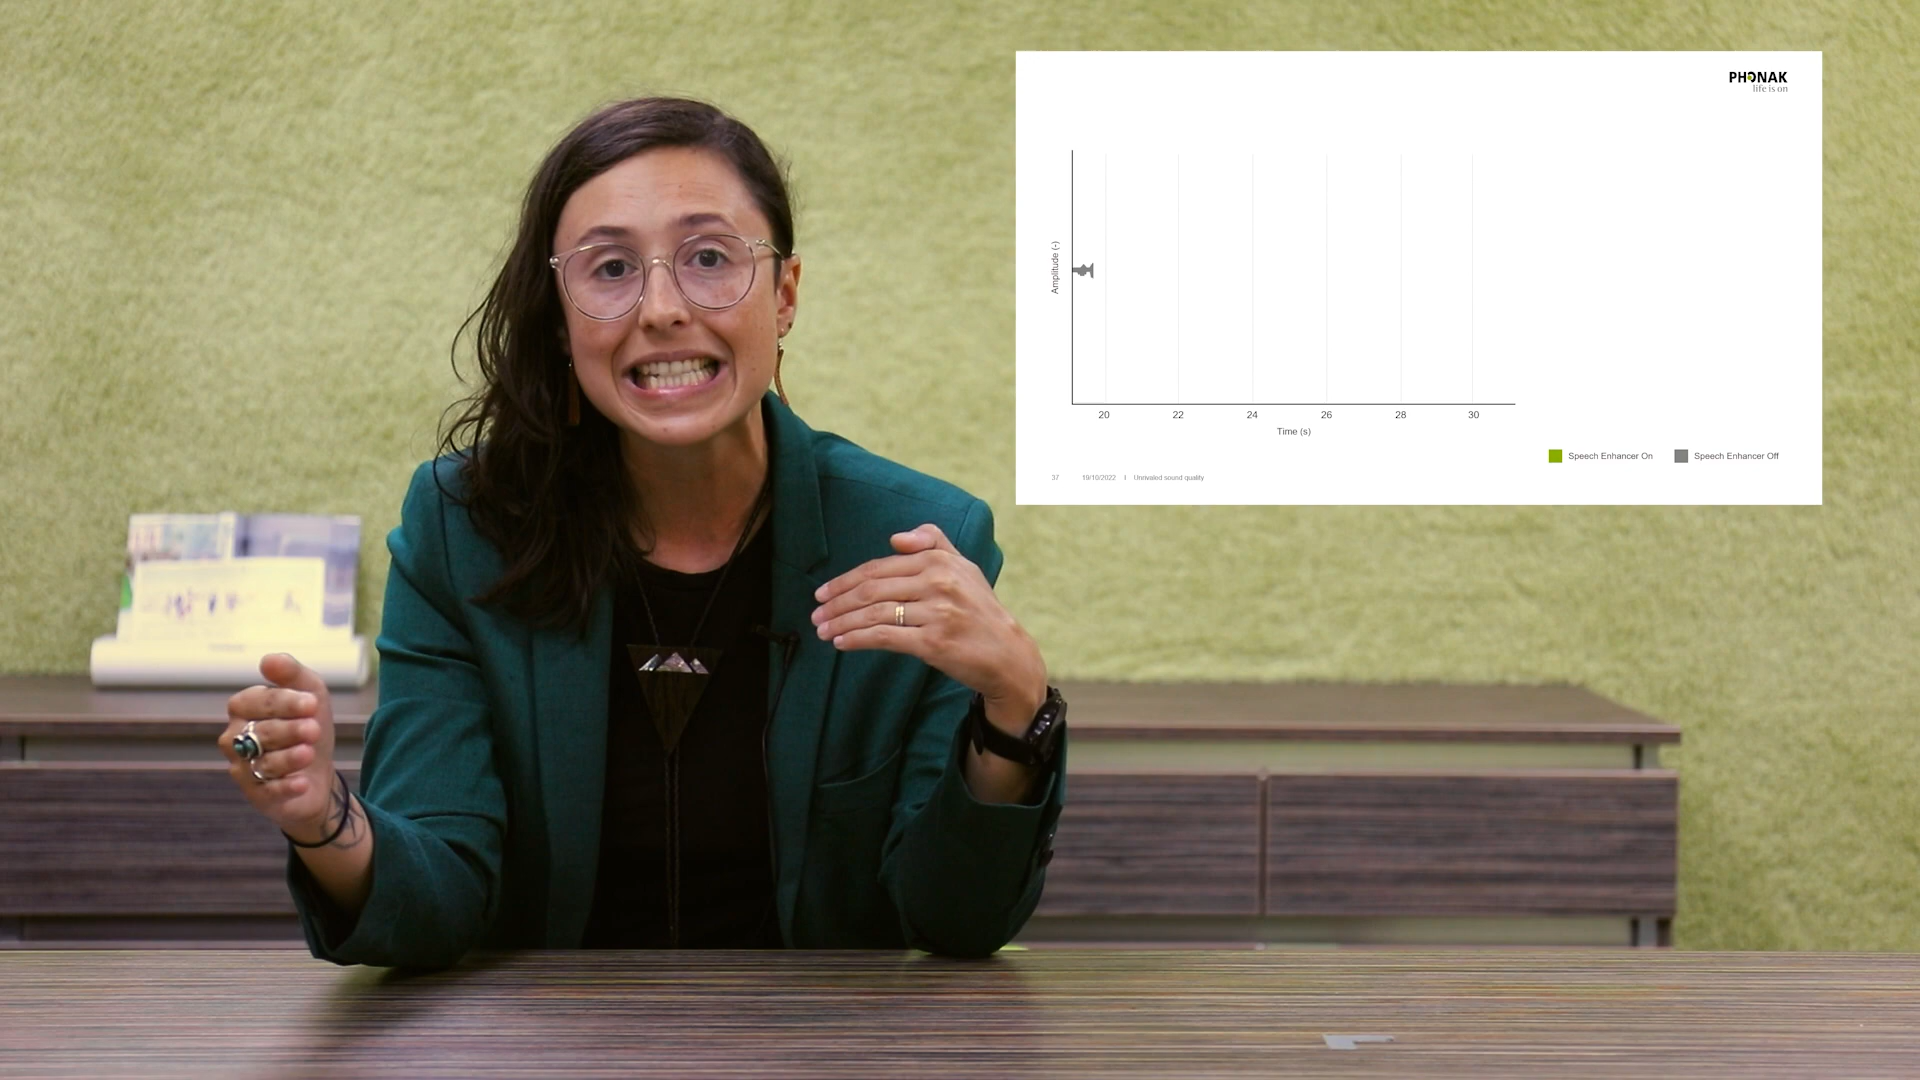 PHONAK
life is on
Amplitude (-)
20 22 24 26 28 30
Time (s)
Speech Enhancer On Speech Enhancer Off
37 19/10/2022 I Unrivaled sound quality